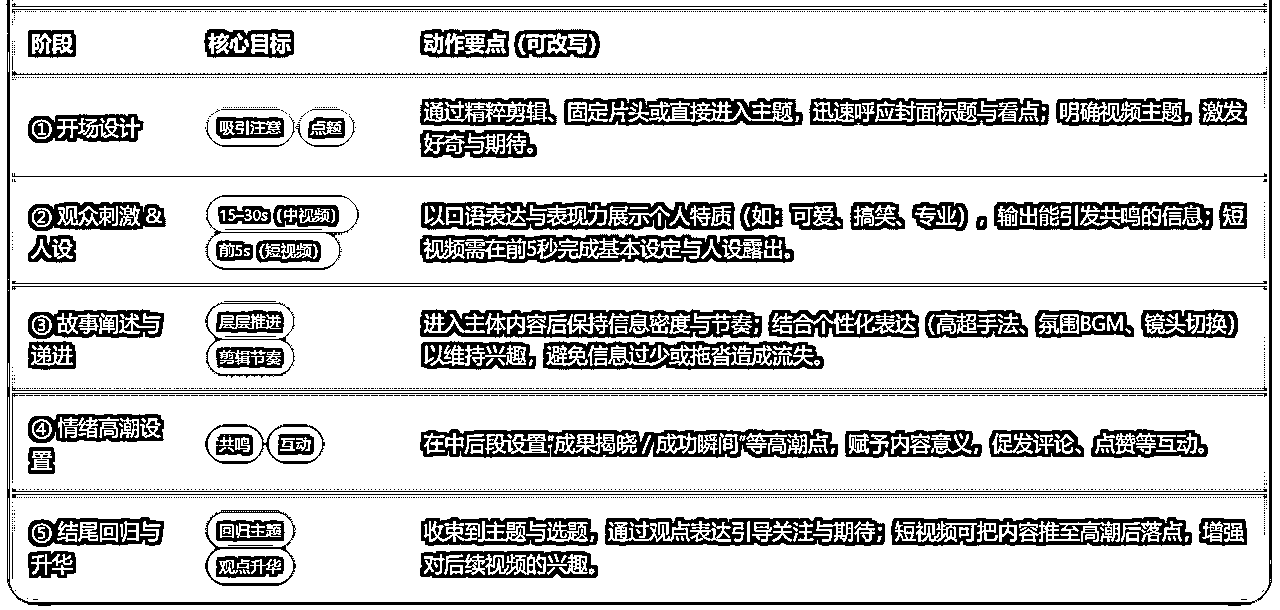 阶段 核心目标 动作要点（可改写）
① 开场设计
吸引注意 点题
通过精粹剪辑、固定片头或直接进入主题，迅速呼应封面标题与看点；明确视频主题，激发
好奇与期待。
② 观众刺激 &
人设
15–30s（中视频）
前5s（短视频）
以口语表达与表现力展示个人特质（如：可爱、搞笑、专业），输出能引发共鸣的信息；短
视频需在前5秒完成基本设定与人设露出。
③ 故事阐述与
递进
层层推进
剪辑节奏
进入主体内容后保持信息密度与节奏；结合个性化表达（高超手法、氛围BGM、镜头切换）
以维持兴趣，避免信息过少或拖沓造成流失。
④ 情绪高潮设
置
共鸣 互动
在中后段设置“成果揭晓 / 成功瞬间”等高潮点，赋予内容意义，促发评论、点赞等互动。
⑤ 结尾回归与
升华
回归主题
观点升华
收束到主题与选题，通过观点表达引导关注与期待；短视频可把内容推至高潮后落点，增强
对后续视频的兴趣。